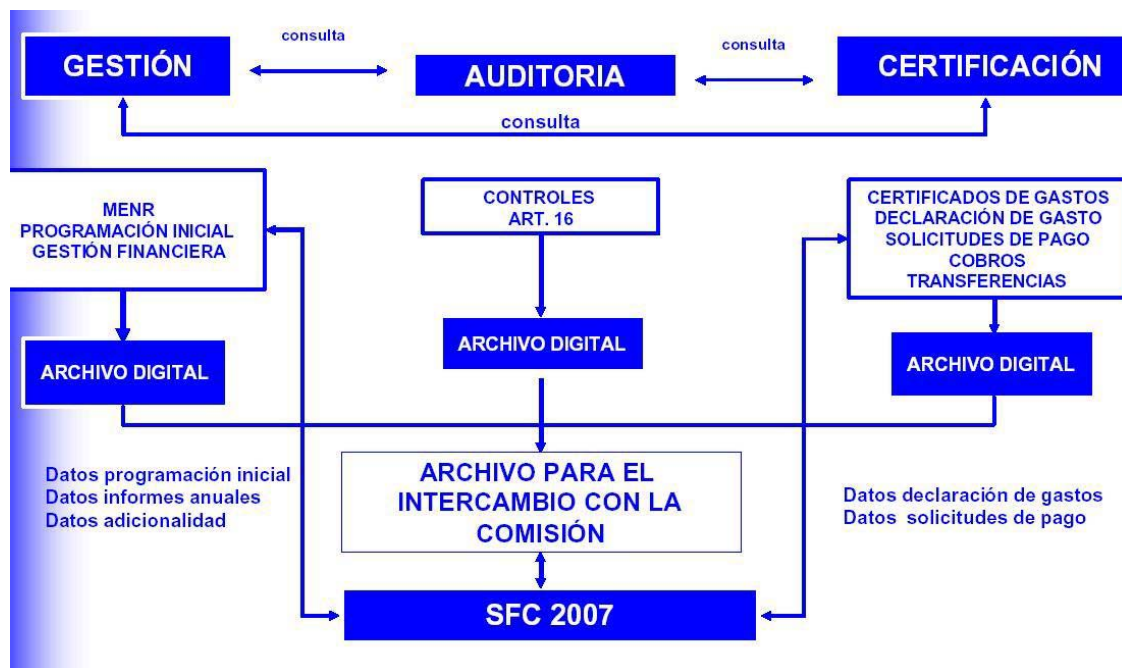 consulta
consulta
GESTIÓN
AUDITORIA
CERTIFICACIÓN
consulta
MENR
PROGRAMACIÓN INICIAL
GESTIÓN FINANCIERA
CONTROLES
ART. 16
CERTIFICADOS DE GASTOS
DECLARACIÓN DE GASTO
SOLICITUDES DE PAGO
COBROS
TRANSFERENCIAS
ARCHIVO DIGITAL
ARCHIVO DIGITAL
ARCHIVO DIGITAL
Datos programación inicial
Datos informes anuales
Datos adicionalidad
ARCHIVO PARA EL
INTERCAMBIO CON LA
COMISIÓN
Datos declaración de gastos
Datos solicitudes de pago
SFC 2007